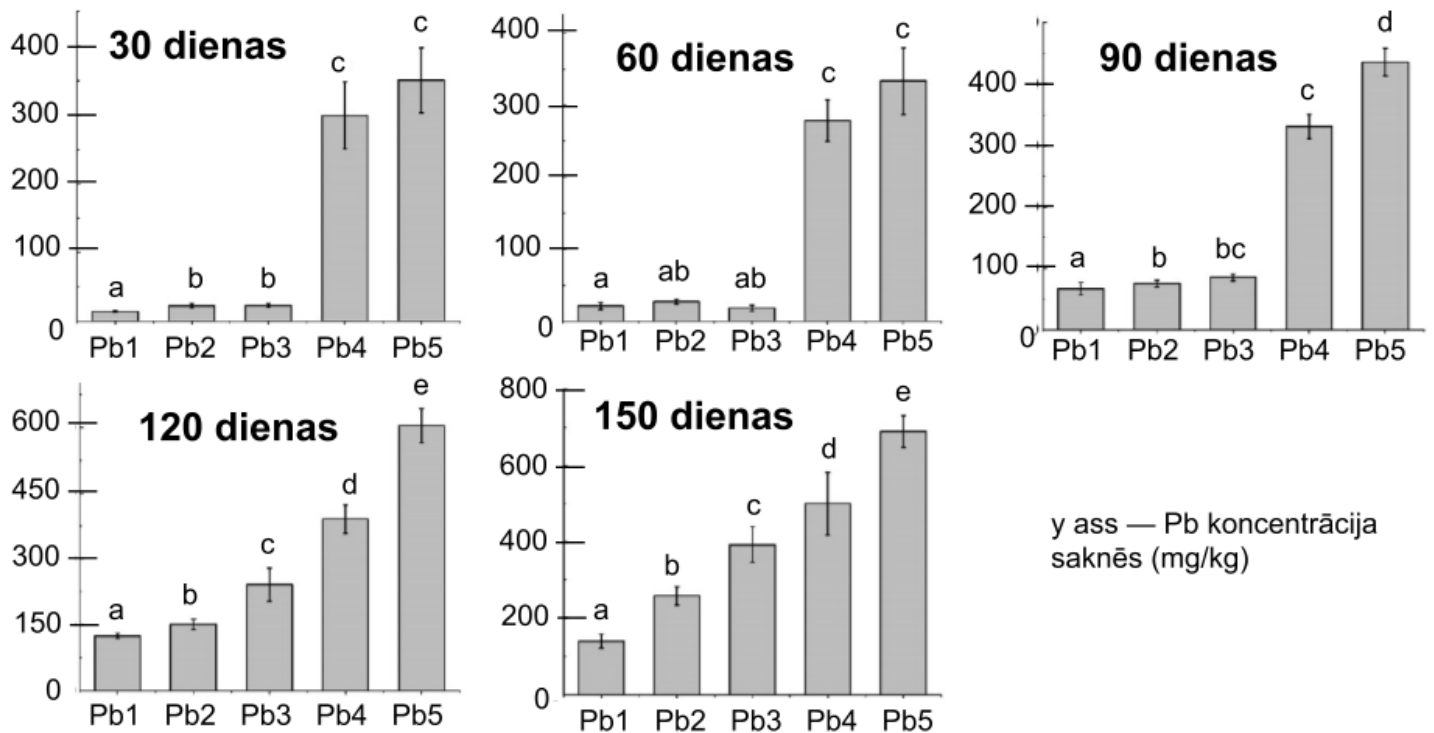 30 dienas
400
300
200
100
0
a
b
b
c
c
Pb1 Pb2 Pb3 Pb4 Pb5
60 dienas
400
300
200
100
0
a
ab
ab
c
c
Pb1 Pb2 Pb3 Pb4 Pb5
90 dienas
400
300
200
100
0
a
b
bc
c
d
Pb1 Pb2 Pb3 Pb4 Pb5
120 dienas
600
450
300
150
0
a
b
c
d
e
Pb1 Pb2 Pb3 Pb4 Pb5
150 dienas
800
600
400
200
0
a
b
c
d
e
Pb1 Pb2 Pb3 Pb4 Pb5
y ass — Pb koncentrācija
saknēs (mg/kg)